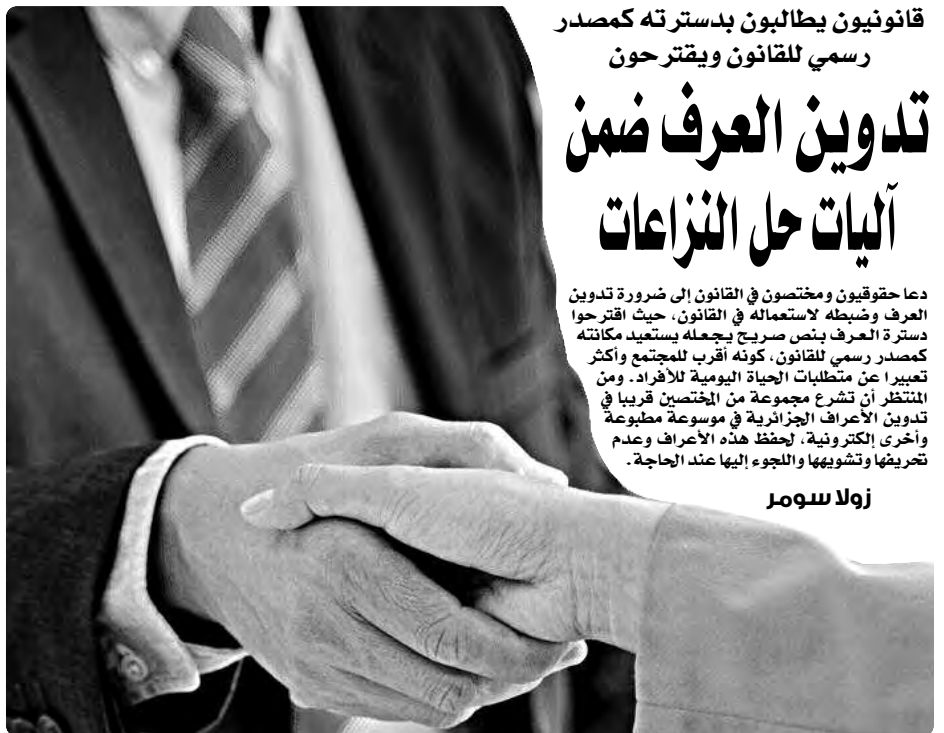 قانونيون يطالبون بدسترته كمصدر
رسمي للقانون ويقترحون
تدوين العرف ضمن
آليات حل النزاعات
دعا حقوقيون ومختصون في القانون إلى ضرورة تدوين
العرف وضبطه لاستعماله في القانون، حيث اقترحوا
دسترة العرف بنص صريح يجعله يستعيد مكانته
كمصدر رسمي للقانون، كونه أقرب للمجتمع وأكثر
تعبيرا عن متطلبات الحياة اليومية للأفراد. ومن
المنتظر أن تشرع مجموعة من المختصين قريبا في
تدوين الأعراف الجزائرية في موسوعة مطبوعة
وأخرى إلكترونية، لحفظ هذه الأعراف وعدم
تحريفها وتشويهها واللجوء إليها عند الحاجة.
زولا سومر